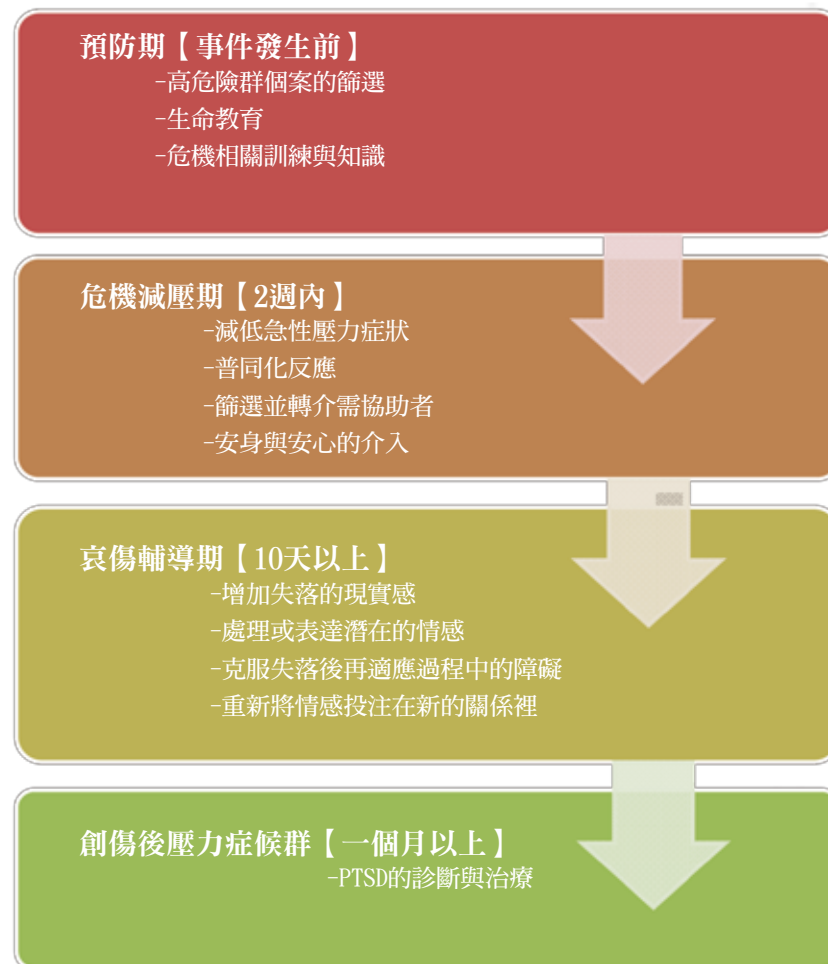 預防期【事件發生前】
-高危險群個案的篩選
-生命教育
-危機相關訓練與知識
危機減壓期【2週內】
-減低急性壓力症狀
-普同化反應
-篩選並轉介需協助者
-安身與安心的介入
哀傷輔導期【10天以上】
-增加失落的現實感
-處理或表達潛在的情感
-克服失落後再適應過程中的障礙
-重新將情感投注在新的關係裡
創傷後壓力症候群【一個月以上】
-PTSD的診斷與治療